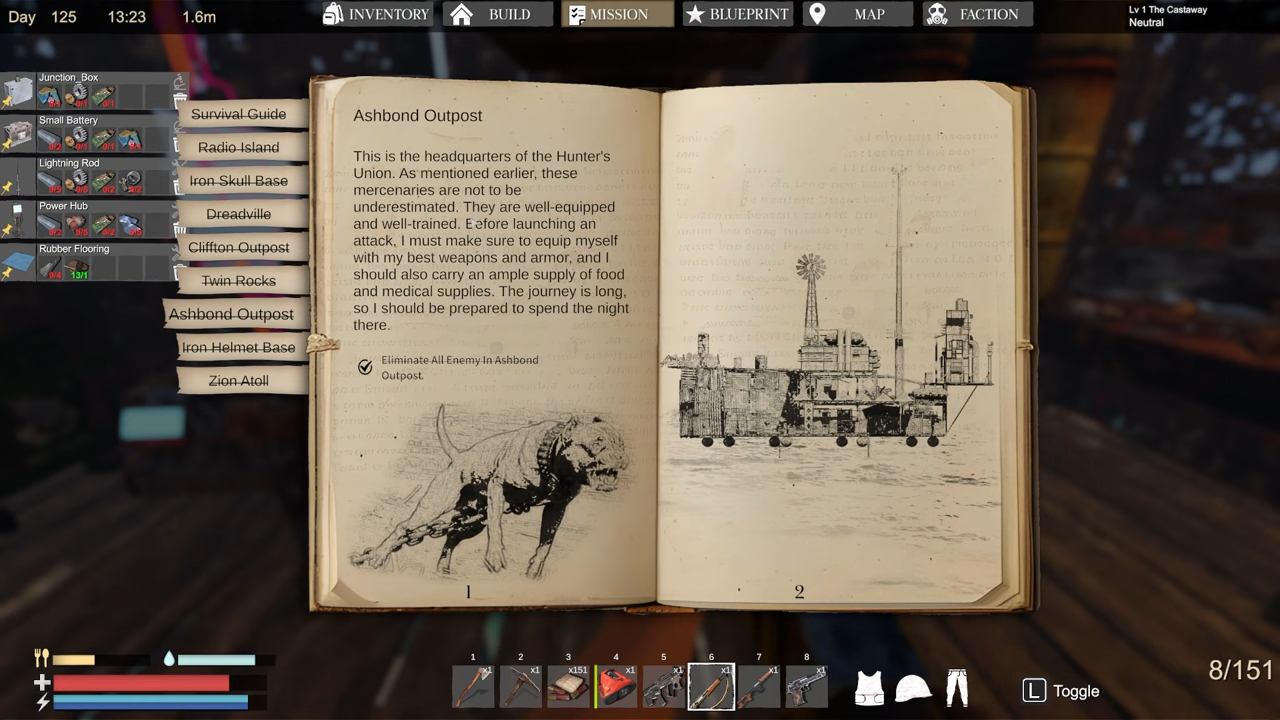 Day 125 13:23 1.6m
INVENTORY BUILD MISSION BLUEPRINT MAP FACTION
Lv 1 The Castaway
Neutral
Junction_Box
Small Battery
Lightning Rod
Power Hub
Rubber Flooring
13/1
Survival Guide
Radio Island
Iron Skull Base
Dreadville
Cliffton Outpost
Twin Rocks
Ashbond Outpost
Iron Helmet Base
Zion Atoll
Ashbond Outpost
This is the headquarters of the Hunter's
Union. As mentioned earlier, these
mercenaries are not to be
underestimated. They are well-equipped
and well-trained. Before launching an
attack, I must make sure to equip myself
with my best weapons and armor, and I
should also carry an ample supply of food
and medical supplies. The journey is long,
so I should be prepared to spend the night
there.
Eliminate All Enemy In Ashbond
Outpost.
1
2
1 2 3 4 5 6 7 8
x1 x1 x151 x1 x1 x1 x1 x1
8/151
L Toggle